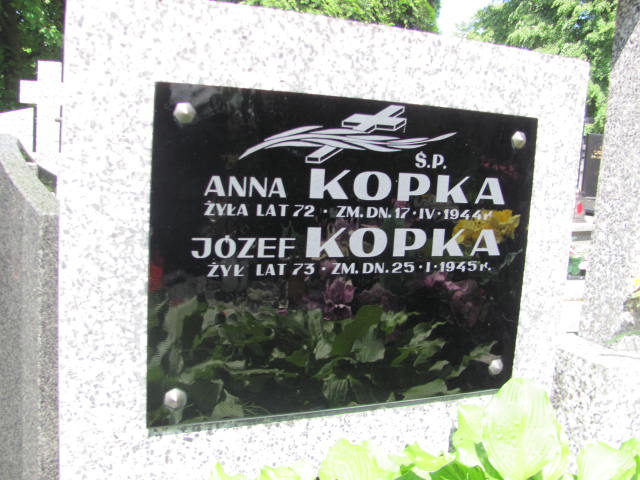 Ś.P.
ANNA KOPKA
ŻYŁA LAT 72 · ZM. DN. 17·IV·1944 r.
JÓZEF KOPKA
ŻYŁ LAT 73 · ZM. DN. 25·I·1945 r.